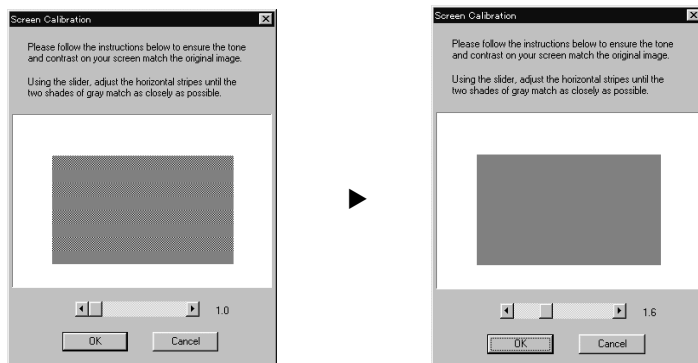 Screen Calibration
Please follow the instructions below to ensure the tone
and contrast on your screen match the original image.
Using the slider, adjust the horizontal stripes until the
two shades of gray match as closely as possible.
1.0
OK Cancel
Screen Calibration
Please follow the instructions below to ensure the tone
and contrast on your screen match the original image.
Using the slider, adjust the horizontal stripes until the
two shades of gray match as closely as possible.
1.6
OK Cancel